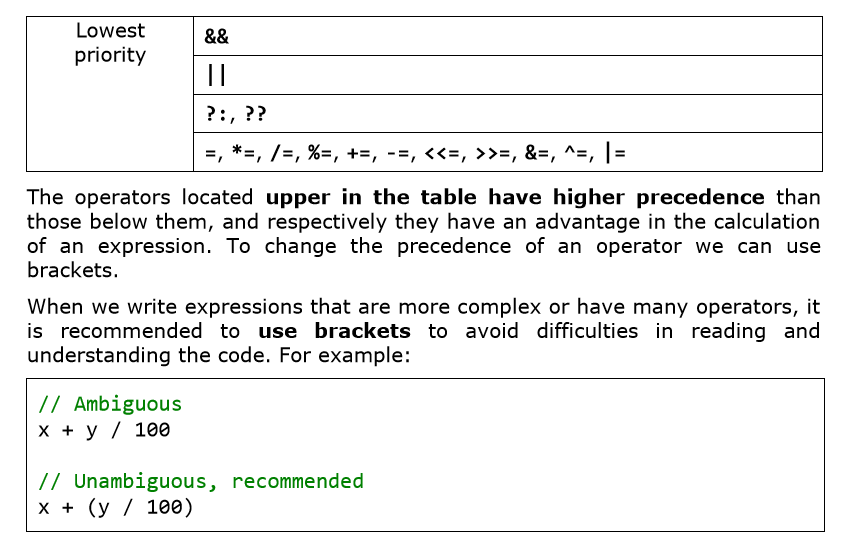 Lowest
priority
&&
||
?:, ??
=, *=, /=, %=, +=, -=, <<=, >>=, &=, ^=, |=
The operators located upper in the table have higher precedence than
those below them, and respectively they have an advantage in the calculation
of an expression. To change the precedence of an operator we can use
brackets.
When we write expressions that are more complex or have many operators, it
is recommended to use brackets to avoid difficulties in reading and
understanding the code. For example:
// Ambiguous
x + y / 100
// Unambiguous, recommended
x + (y / 100)